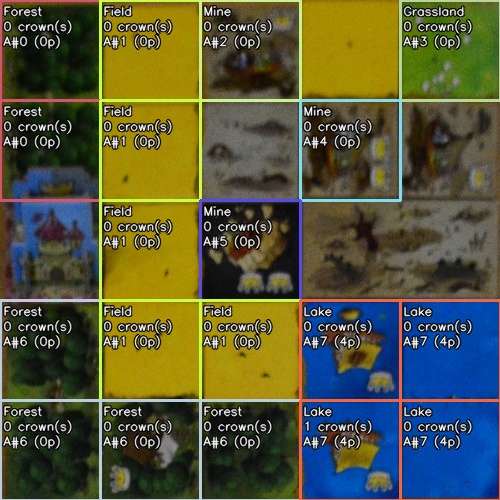 Forest
0 crown(s)
A#0 (0p)
Field
0 crown(s)
A#1 (0p)
Mine
0 crown(s)
A#2 (0p)
Grassland
0 crown(s)
A#3 (0p)
Forest
0 crown(s)
A#0 (0p)
Field
0 crown(s)
A#1 (0p)
Mine
0 crown(s)
A#4 (0p)
Field
0 crown(s)
A#1 (0p)
Mine
0 crown(s)
A#5 (0p)
Forest
0 crown(s)
A#6 (0p)
Field
0 crown(s)
A#1 (0p)
Field
0 crown(s)
A#1 (0p)
Lake
0 crown(s)
A#7 (4p)
Lake
0 crown(s)
A#7 (4p)
Forest
0 crown(s)
A#6 (0p)
Forest
0 crown(s)
A#6 (0p)
Forest
0 crown(s)
A#6 (0p)
Lake
1 crown(s)
A#7 (4p)
Lake
0 crown(s)
A#7 (4p)